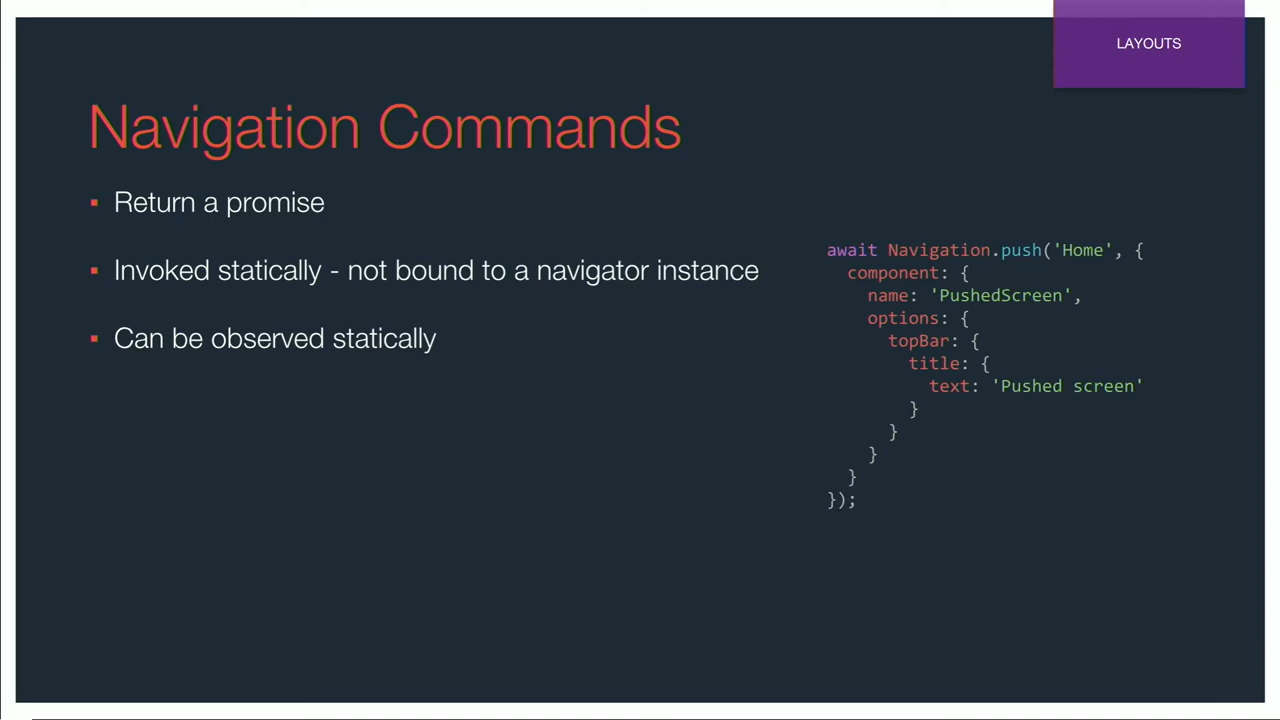 LAYOUTS
Navigation Commands
▪ Return a promise
▪ Invoked statically - not bound to a navigator instance
▪ Can be observed statically
await Navigation.push('Home', {
  component: {
    name: 'PushedScreen',
    options: {
      topBar: {
        title: {
          text: 'Pushed screen'
        }
      }
    }
  }
});